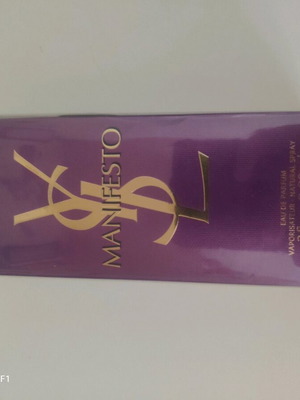 YSL
MANIFESTO
EAU DE PARFUM
VAPORISATEUR NATURAL SPRAY
F1